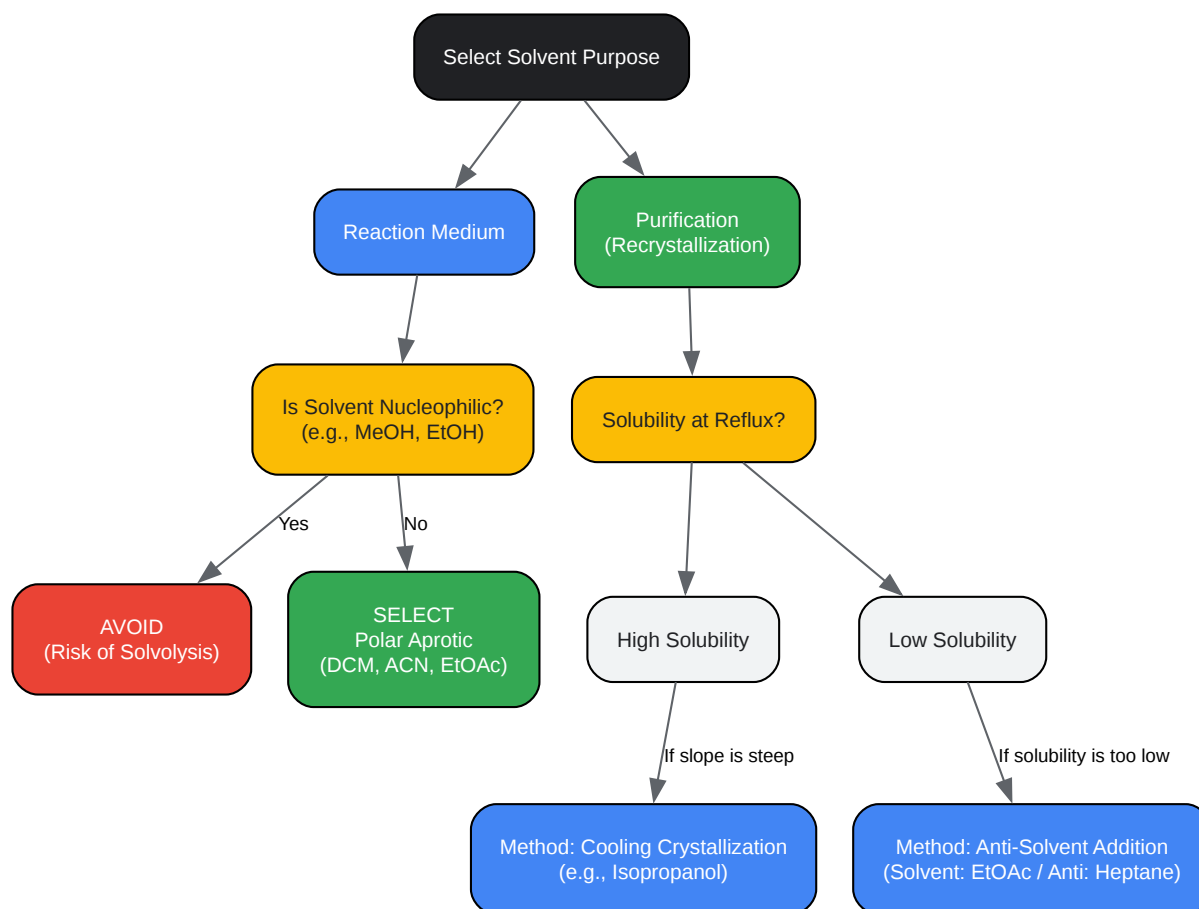 Select Solvent Purpose
Reaction Medium
Purification
(Recrystallization)
Is Solvent Nucleophilic?
(e.g., MeOH, EtOH)
Solubility at Reflux?
Yes
No
AVOID
(Risk of Solvolysis)
SELECT
Polar Aprotic
(DCM, ACN, EtOAc)
High Solubility
Low Solubility
If slope is steep
If solubility is too low
Method: Cooling Crystallization
(e.g., Isopropanol)
Method: Anti-Solvent Addition
(Solvent: EtOAc / Anti: Heptane)